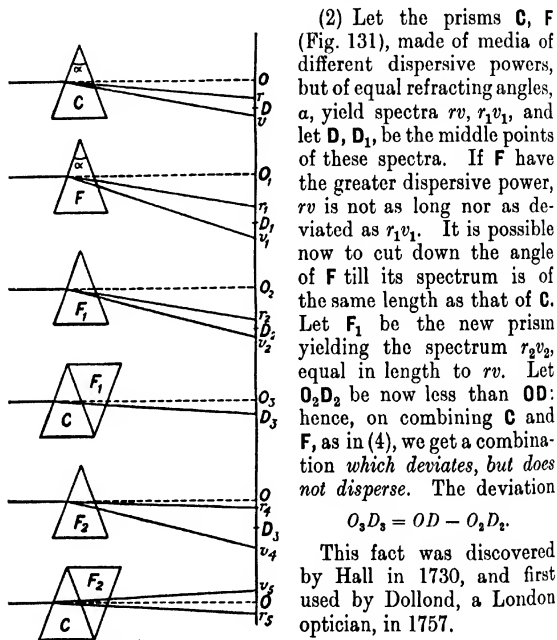 (2) Let the prisms C, F
(Fig. 131), made of media of
different dispersive powers,
but of equal refracting angles,
α, yield spectra rv, r₁v₁, and
let D, D₁, be the middle points
of these spectra. If F have
the greater dispersive power,
rv is not as long nor as de-
viated as r₁v₁. It is possible
now to cut down the angle
of F till its spectrum is of
the same length as that of C.
Let F₁ be the new prism
yielding the spectrum r₂v₂,
equal in length to rv. Let
O₂D₂ be now less than OD:
hence, on combining C and
F, as in (4), we get a combina-
tion which deviates, but does
not disperse. The deviation
O₃D₃ = OD − O₂D₂.
This fact was discovered
by Hall in 1730, and first
used by Dollond, a London
optician, in 1757.
α
C
O
r
D
v
α
F
O₁
r₁
D₁
v₁
F₁
O₂
r₂
D₂
v₂
F₁
C
O₃
D₃
F₂
O
r₄
D₃
v₄
F₂
C
v₅
O
r₅